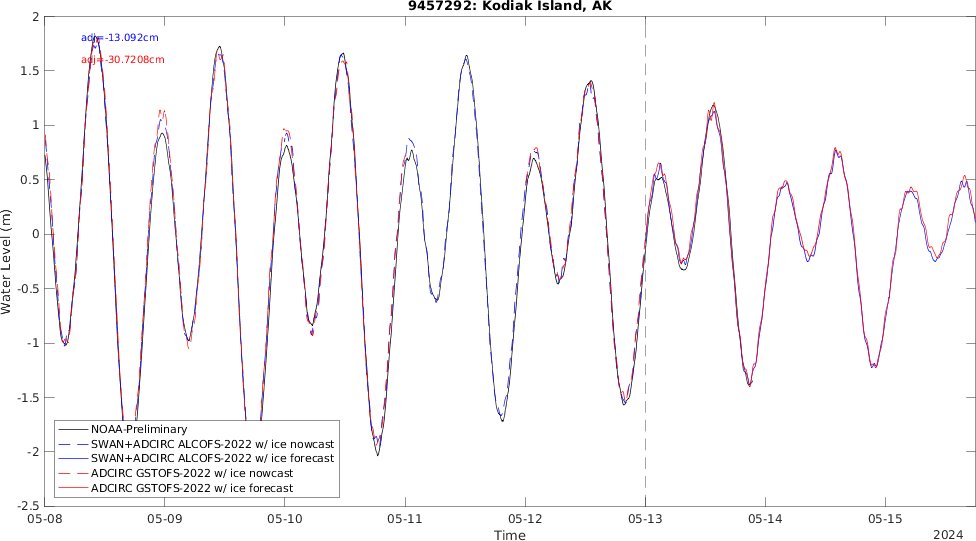 9457292: Kodiak Island, AK
adj=-13.092cm
adj=-30.7208cm
Water Level (m)
2
1.5
1
0.5
0
-0.5
-1
-1.5
-2
-2.5
NOAA-Preliminary
SWAN+ADCIRC ALCOFS-2022 w/ ice nowcast
SWAN+ADCIRC ALCOFS-2022 w/ ice forecast
ADCIRC GSTOFS-2022 w/ ice nowcast
ADCIRC GSTOFS-2022 w/ ice forecast
05-08 05-09 05-10 05-11 05-12 05-13 05-14 05-15
Time
2024